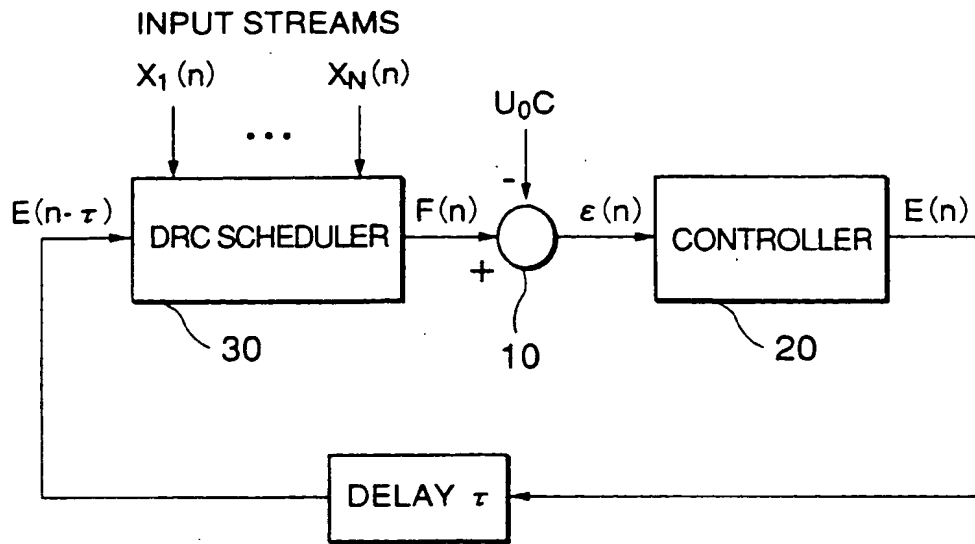 INPUT STREAMS
X₁(n) X_N(n)
•••
U₀C
-
E(n-τ) DRC SCHEDULER F(n) ε(n) CONTROLLER E(n)
+
30 10 20
DELAY τ